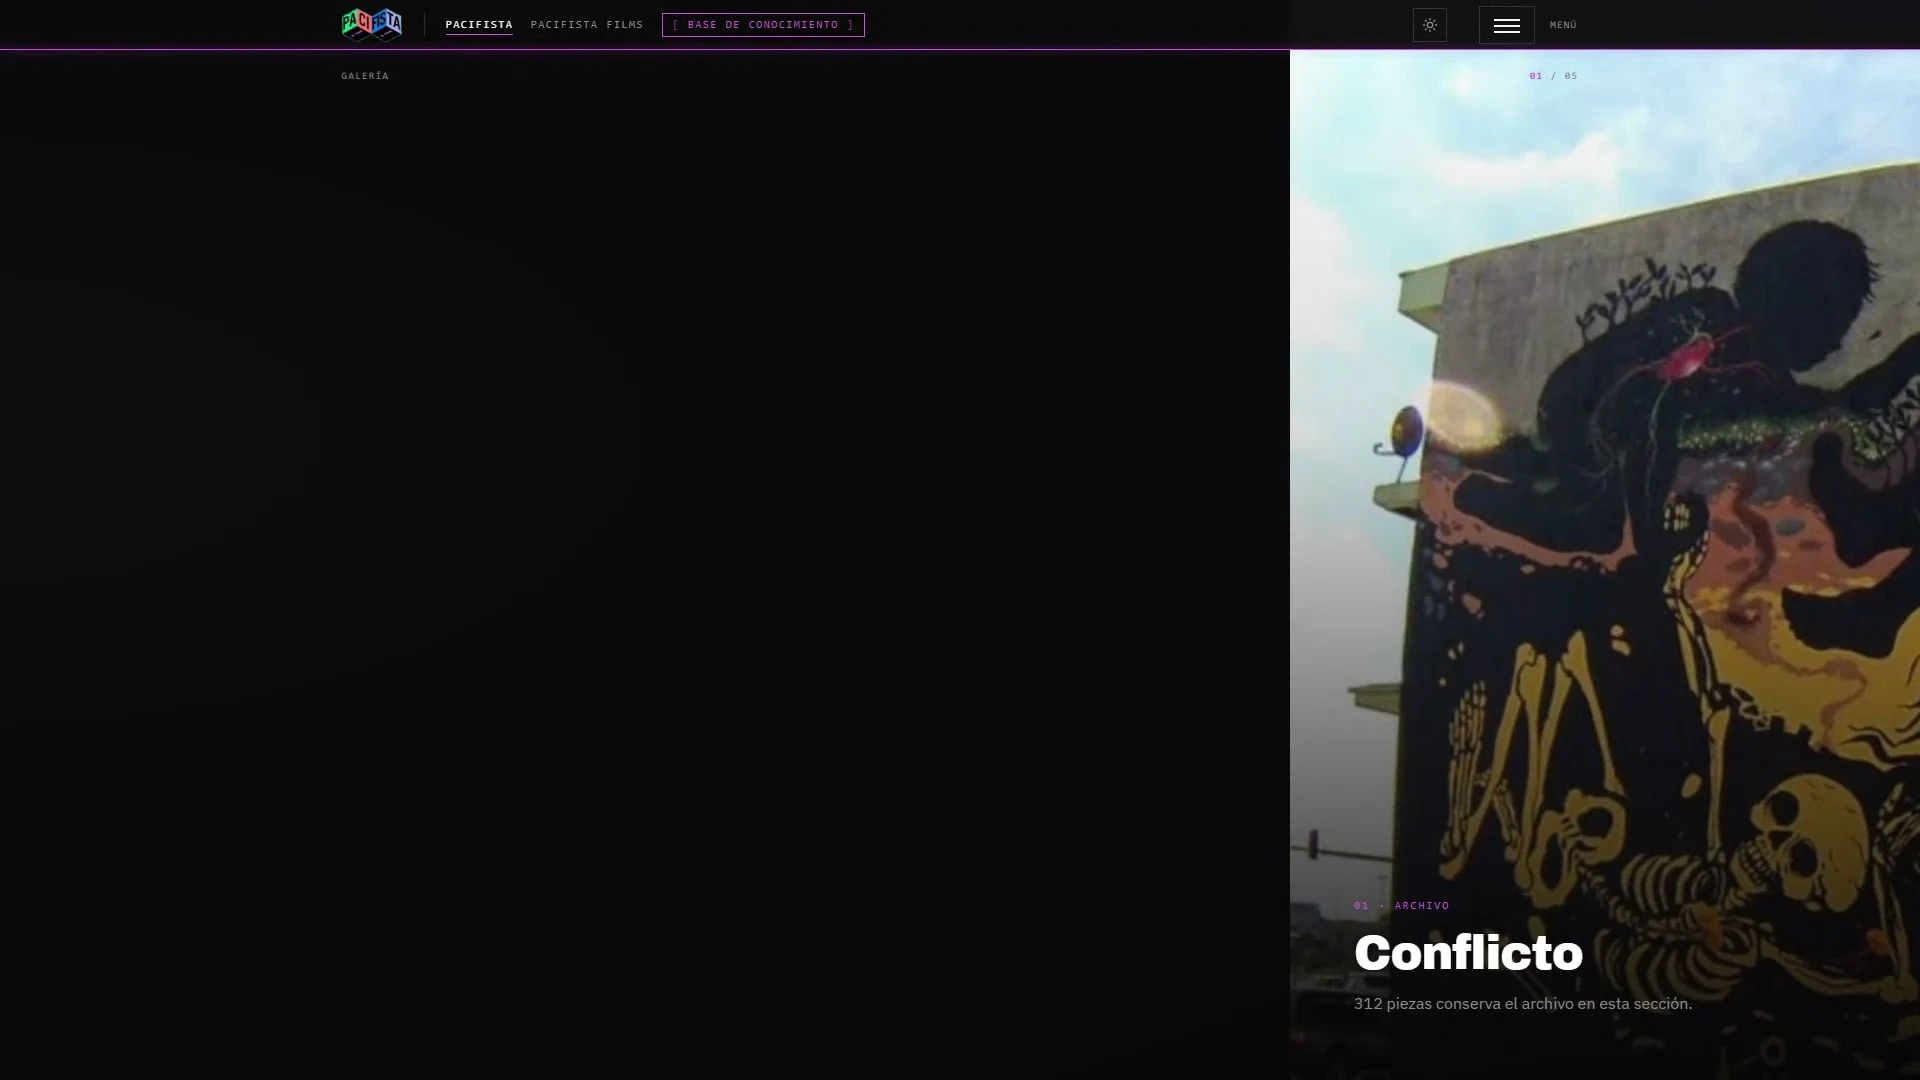 PACIFISTA
PACIFISTA
PACIFISTA FILMS
[ BASE DE CONOCIMIENTO ]
MENÚ
GALERÍA
01 / 05
01 · ARCHIVO
Conflicto
312 piezas conserva el archivo en esta sección.